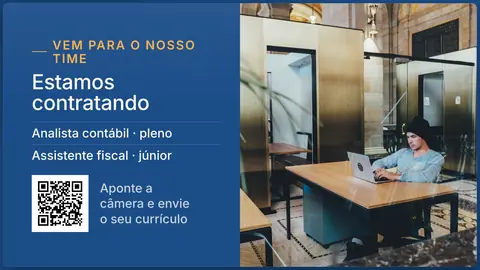 VEM PARA O NOSSO
TIME
Estamos
contratando
Analista contábil · pleno
Assistente fiscal · júnior
Aponte a
câmera e envie
o seu currículo